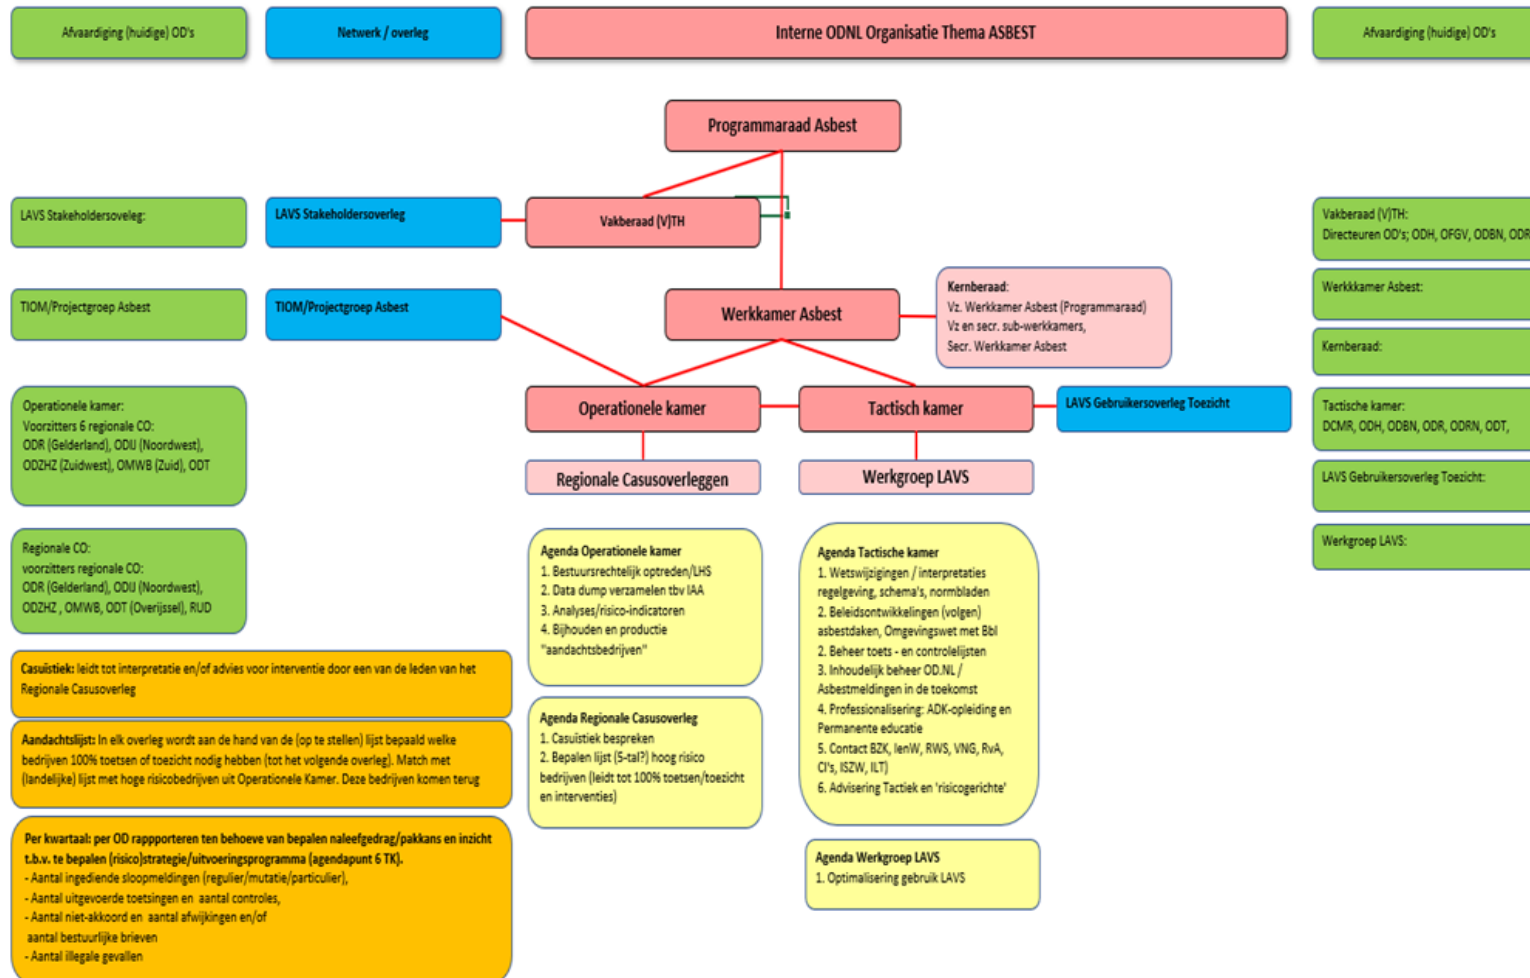 Afvaardiging (huidige) OD's
Netwerk / overleg
Interne ODNL Organisatie Thema ASBEST
Afvaardiging (huidige) OD's
Programmaraad Asbest
LAVS Stakeholdersoveleg:
LAVS Stakeholdersoverleg
Vakberaad (V)TH
Vakberaad (V)TH:
Directeuren OD's; ODH, OFGV, ODBN, ODR
TIOM/Projectgroep Asbest
TIOM/Projectgroep Asbest
Werkkamer Asbest
Kernberaad:
Vz. Werkkamer Asbest (Programmaraad)
Vz en secr. sub-werkkamers,
Secr. Werkkamer Asbest
Werkkkamer Asbest:
Kernberaad:
Operationele kamer:
Voorzitters 6 regionale CO:
ODR (Gelderland), ODIJ (Noordwest),
ODZHZ (Zuidwest), OMWB (Zuid), ODT
Operationele kamer
Tactisch kamer
LAVS Gebruikersoverleg Toezicht
Tactische kamer:
DCMR, ODH, ODBN, ODR, ODRN, ODT,
Regionale Casusoverleggen
Werkgroep LAVS
LAVS Gebruikersoverleg Toezicht:
Werkgroep LAVS:
Regionale CO:
voorzitters regionale CO:
ODR (Gelderland), ODIJ (Noordwest),
ODZHZ , OMWB, ODT (Overijssel), RUD
Agenda Operationele kamer
1. Bestuursrechtelijk optreden/LHS
2. Data dump verzamelen tbv IAA
3. Analyses/risico-indicatoren
4. Bijhouden en productie
"aandachtsbedrijven"
Agenda Tactische kamer
1. Wetswijzigingen / interpretaties
regelgeving, schema's, normbladen
2. Beleidsontwikkelingen (volgen)
asbestdaken, Omgevingswet met Bbl
2. Beheer toets - en controlelijsten
3. Inhoudelijk beheer OD.NL /
Asbestmeldingen in de toekomst
4. Professionalisering: ADK-opleiding en
Permanente educatie
5. Contact BZK, IenW, RWS, VNG, RvA,
CI's, ISZW, ILT)
6. Advisering Tactiek en 'risicogerichte'
Casuïstiek: leidt tot interpretatie en/of advies voor interventie door een van de leden van het
Regionale Casusoverleg
Agenda Regionale Casusoverleg
1. Casuïstiek bespreken
2. Bepalen lijst (5-tal?) hoog risico
bedrijven (leidt tot 100% toetsen/toezicht
en interventies)
Aandachtslijst: In elk overleg wordt aan de hand van de (op te stellen) lijst bepaald welke
bedrijven 100% toetsen of toezicht nodig hebben (tot het volgende overleg). Match met
(landelijke) lijst met hoge risicobedrijven uit Operationele Kamer. Deze bedrijven komen terug
Per kwartaal: per OD rappporteren ten behoeve van bepalen naleefgedrag/pakkans en inzicht
t.b.v. te bepalen (risico)strategie/uitvoeringsprogramma (agendapunt 6 TK).
- Aantal ingediende sloopmeldingen (regulier/mutatie/particulier),
- Aantal uitgevoerde toetsingen en aantal controles,
- Aantal niet-akkoord en aantal afwijkingen en/of
aantal bestuurlijke brieven
- Aantal illegale gevallen
Agenda Werkgroep LAVS
1. Optimalisering gebruik LAVS